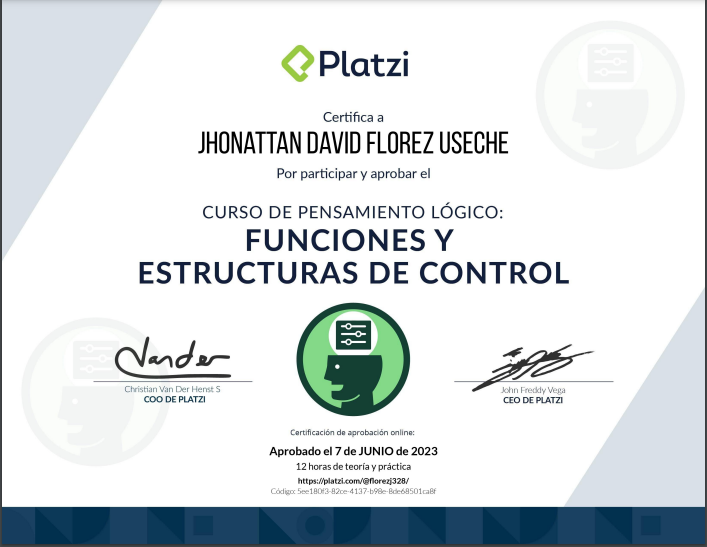 Platzi
Certifica a
JHONATTAN DAVID FLOREZ USECHE
Por participar y aprobar el
CURSO DE PENSAMIENTO LÓGICO:
FUNCIONES Y
ESTRUCTURAS DE CONTROL
Christian Van Der Henst S
COO DE PLATZI
John Freddy Vega
CEO DE PLATZI
Certificación de aprobación online:
Aprobado el 7 de JUNIO de 2023
12 horas de teoría y práctica
https://platzi.com/@florezj328/
Código: 5ee180f3-82ce-4137-b98e-8de68501ca8f